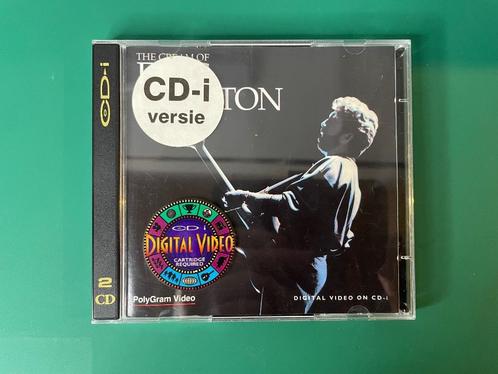 CD-i
2
CD
THE CREAM OF
CD-i
versie
TON
CD-i
DIGITAL VIDEO
CARTRIDGE
REQUIRED
PolyGram Video
DIGITAL VIDEO ON CD-i